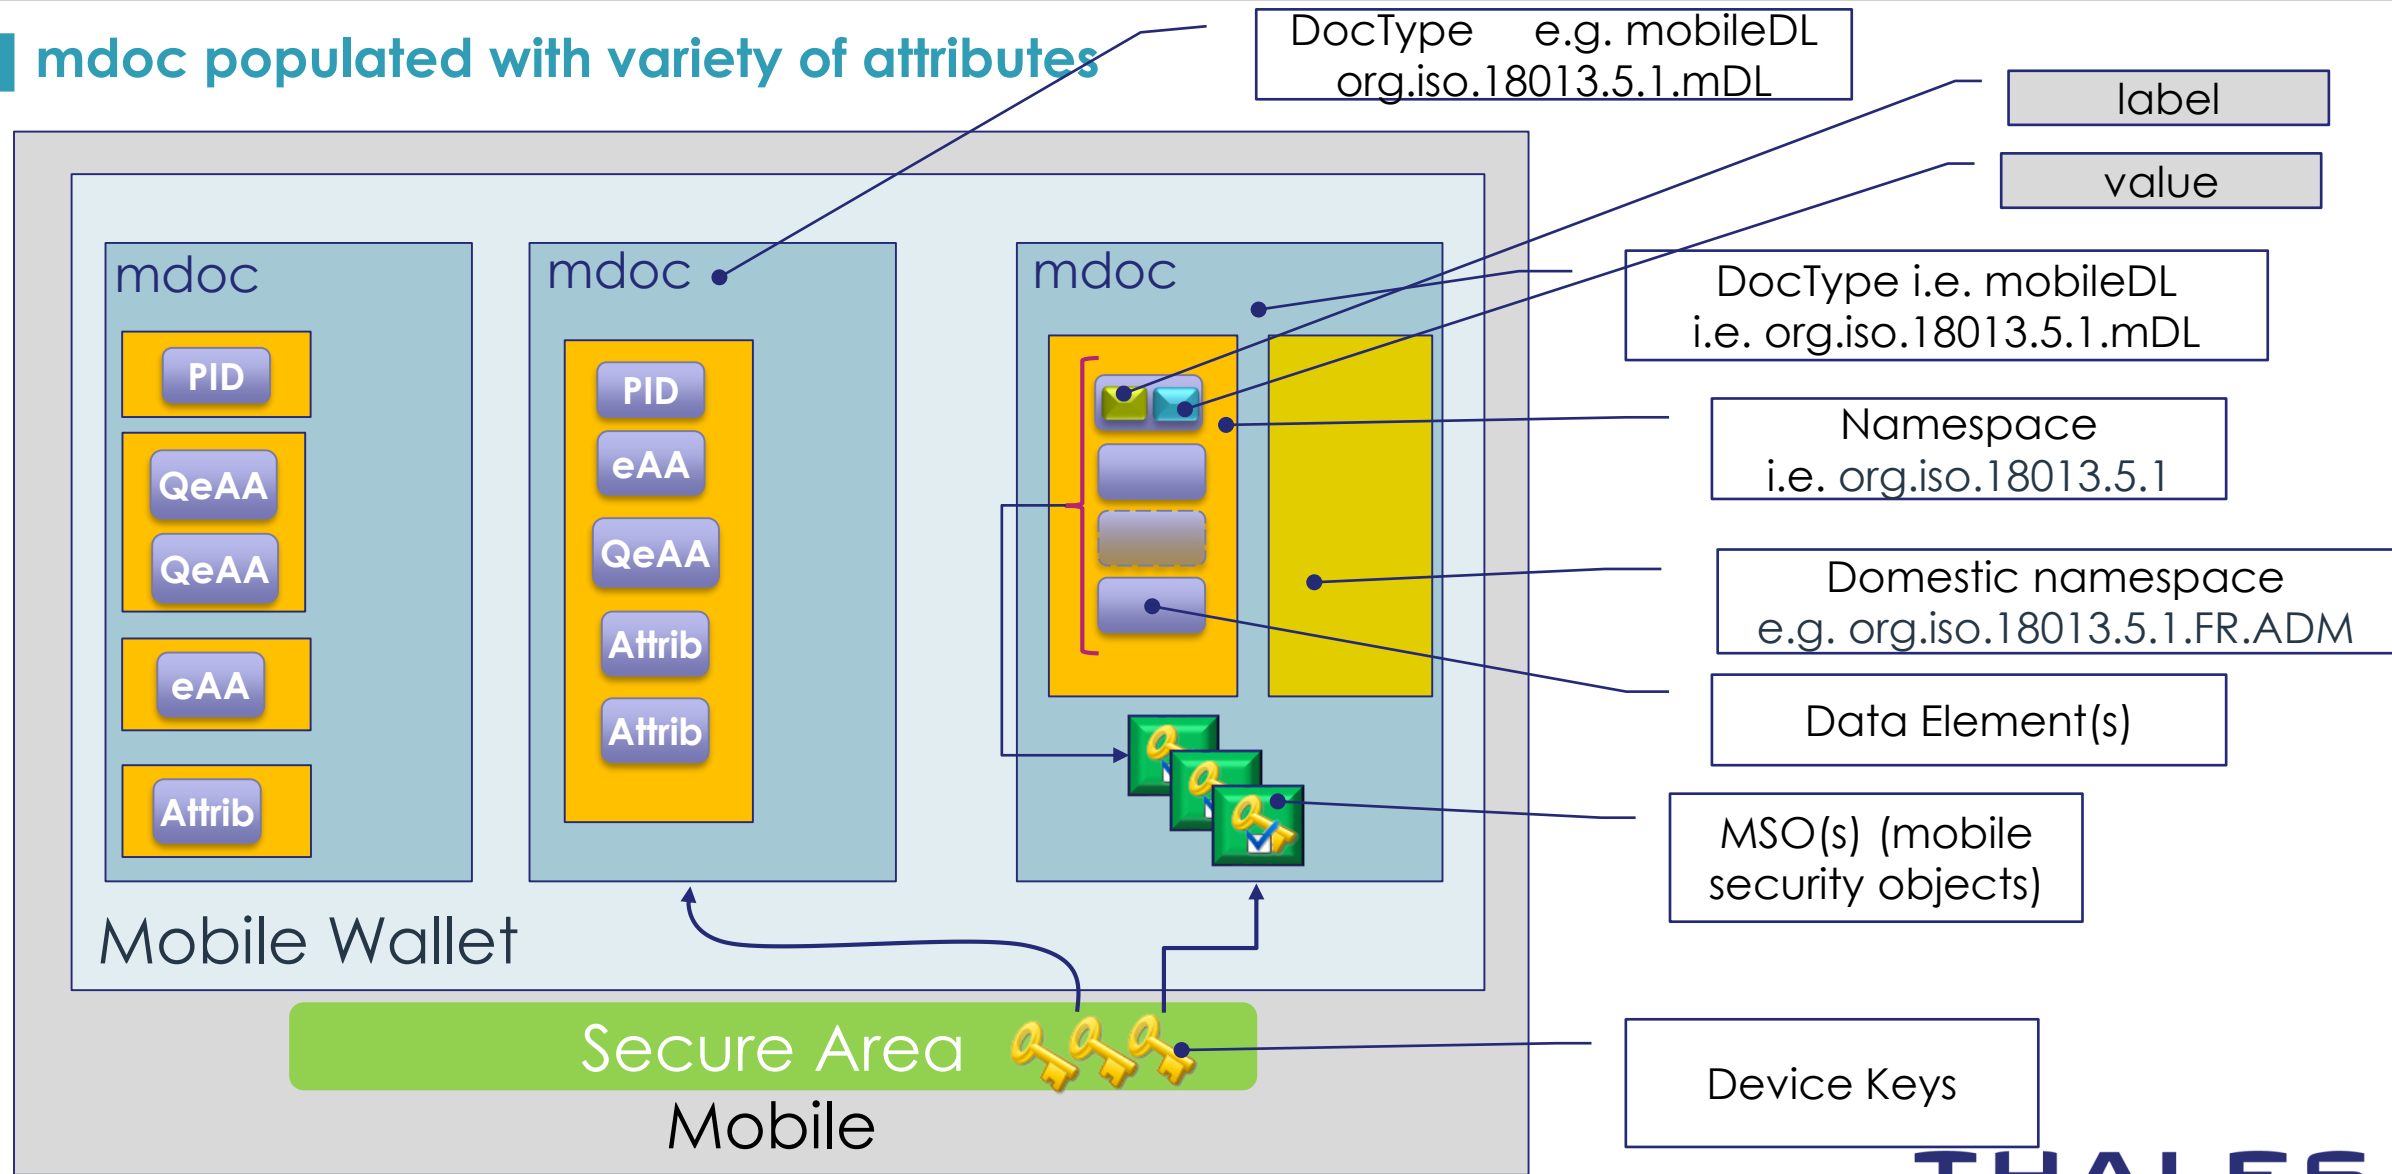 mdoc populated with variety of attributes
DocType e.g. mobileDL
org.iso.18013.5.1.mDL
label
value
mdoc
PID
QeAA
QeAA
eAA
Attrib
mdoc
PID
eAA
QeAA
Attrib
Attrib
mdoc
DocType i.e. mobileDL
i.e. org.iso.18013.5.1.mDL
Namespace
i.e. org.iso.18013.5.1
Domestic namespace
e.g. org.iso.18013.5.1.FR.ADM
Data Element(s)
MSO(s) (mobile
security objects)
Mobile Wallet
Secure Area
Device Keys
Mobile
THALES